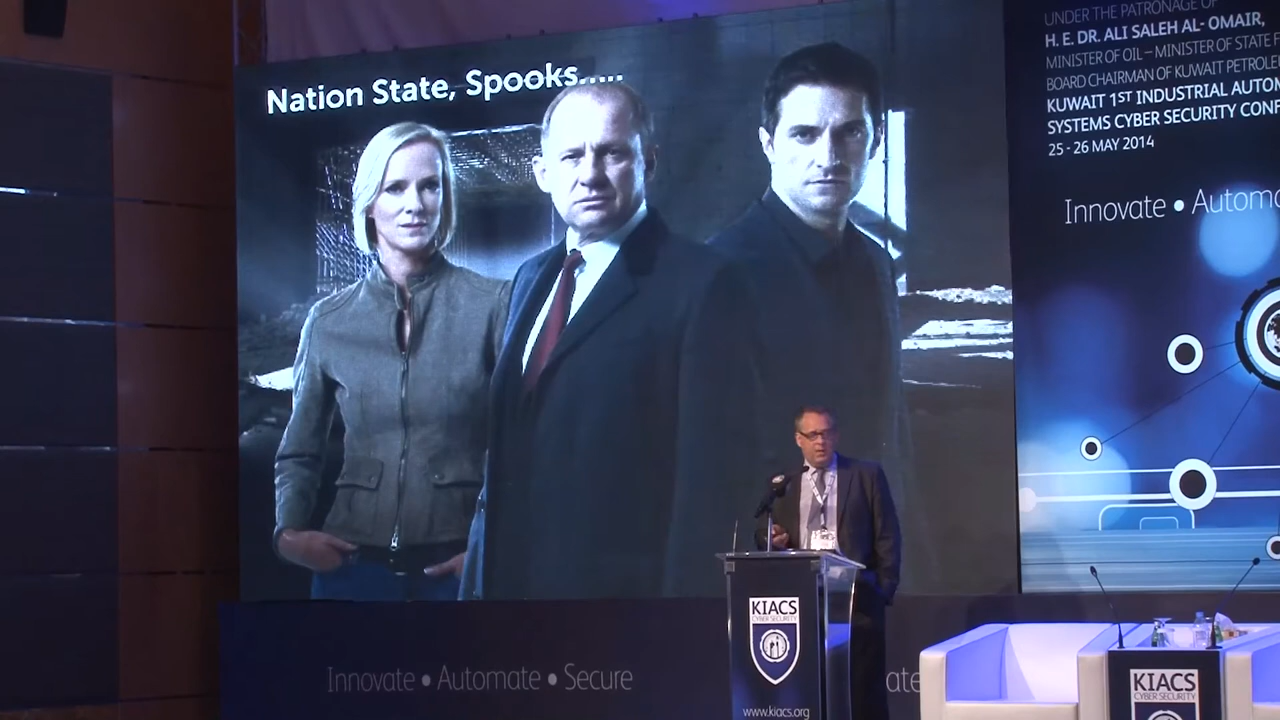 Nation State, Spooks.....
UNDER THE PATRONAGE OF
H. E. DR. ALI SALEH AL- OMAIR,
MINISTER OF OIL – MINISTER OF STATE F
BOARD CHAIRMAN OF KUWAIT PETROLE
KUWAIT 1ST INDUSTRIAL AUTOM
SYSTEMS CYBER SECURITY CONF
25 - 26 MAY 2014
Innovate • Automa
KIACS
CYBER SECURITY
www.kiacs.org
Innovate • Automate • Secure
ate
KIACS
CYBER SECURITY